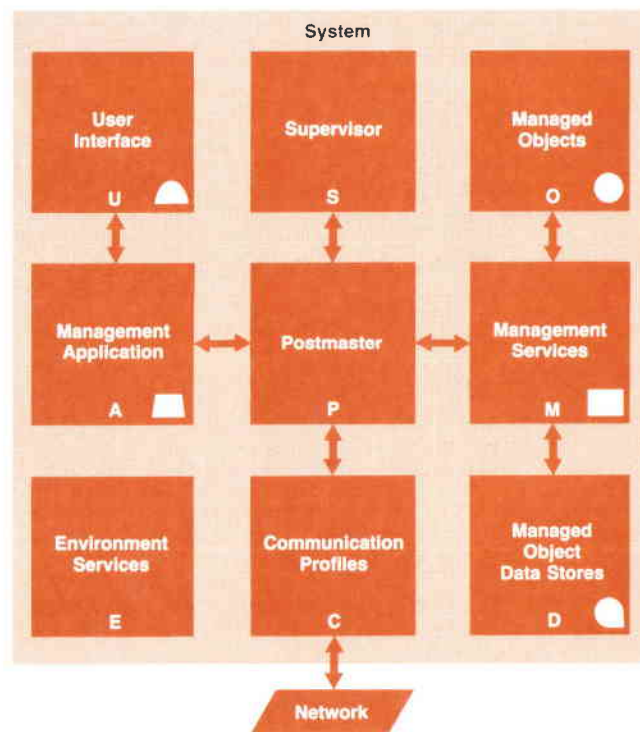 System
User
Interface
U
Supervisor
S
Managed
Objects
O
Management
Application
A
Postmaster
P
Management
Services
M
Environment
Services
E
Communication
Profiles
C
Managed
Object
Data Stores
D
Network